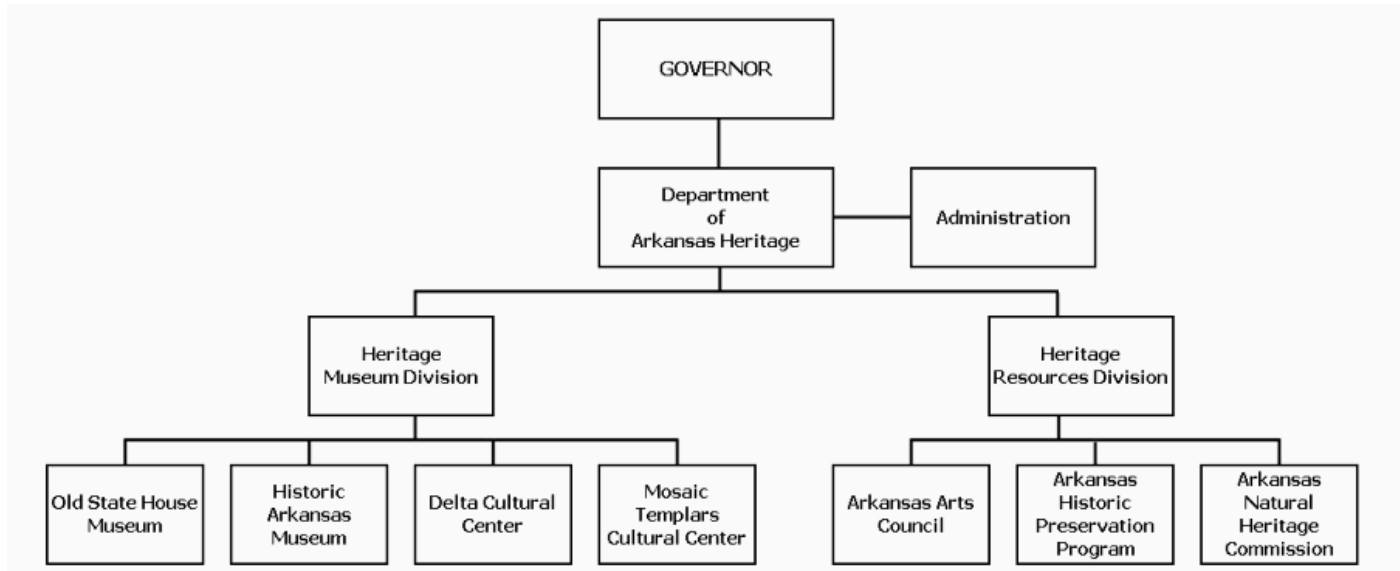 GOVERNOR
Department
of
Arkansas Heritage
Administration
Heritage
Museum Division
Heritage
Resources Division
Old State House
Museum
Historic
Arkansas
Museum
Delta Cultural
Center
Mosaic
Templars
Cultural Center
Arkansas Arts
Council
Arkansas
Historic
Preservation
Program
Arkansas
Natural
Heritage
Commission